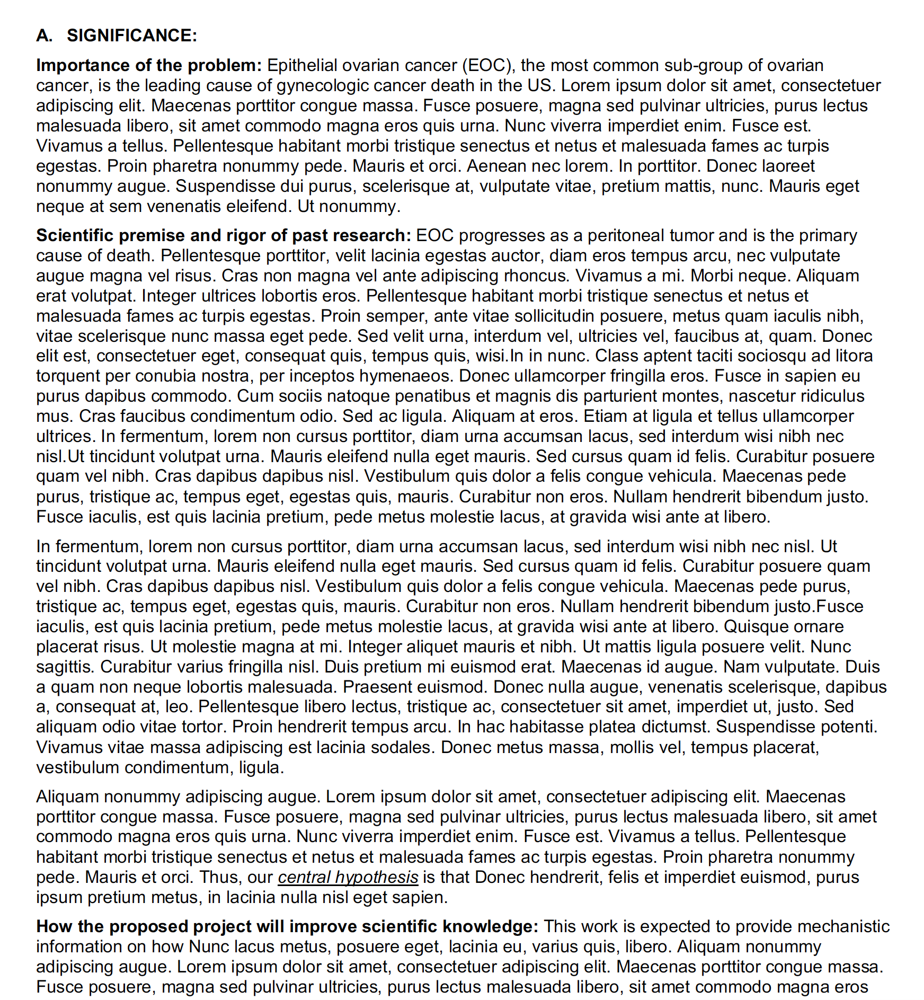 A. SIGNIFICANCE:
Importance of the problem: Epithelial ovarian cancer (EOC), the most common sub-group of ovarian
cancer, is the leading cause of gynecologic cancer death in the US. Lorem ipsum dolor sit amet, consectetuer
adipiscing elit. Maecenas porttitor congue massa. Fusce posuere, magna sed pulvinar ultricies, purus lectus
malesuada libero, sit amet commodo magna eros quis urna. Nunc viverra imperdiet enim. Fusce est.
Vivamus a tellus. Pellentesque habitant morbi tristique senectus et netus et malesuada fames ac turpis
egestas. Proin pharetra nonummy pede. Mauris et orci. Aenean nec lorem. In porttitor. Donec laoreet
nonummy augue. Suspendisse dui purus, scelerisque at, vulputate vitae, pretium mattis, nunc. Mauris eget
neque at sem venenatis eleifend. Ut nonummy.
Scientific premise and rigor of past research: EOC progresses as a peritoneal tumor and is the primary
cause of death. Pellentesque porttitor, velit lacinia egestas auctor, diam eros tempus arcu, nec vulputate
augue magna vel risus. Cras non magna vel ante adipiscing rhoncus. Vivamus a mi. Morbi neque. Aliquam
erat volutpat. Integer ultrices lobortis eros. Pellentesque habitant morbi tristique senectus et netus et
malesuada fames ac turpis egestas. Proin semper, ante vitae sollicitudin posuere, metus quam iaculis nibh,
vitae scelerisque nunc massa eget pede. Sed velit urna, interdum vel, ultricies vel, faucibus at, quam. Donec
elit est, consectetuer eget, consequat quis, tempus quis, wisi.In in nunc. Class aptent taciti sociosqu ad litora
torquent per conubia nostra, per inceptos hymenaeos. Donec ullamcorper fringilla eros. Fusce in sapien eu
purus dapibus commodo. Cum sociis natoque penatibus et magnis dis parturient montes, nascetur ridiculus
mus. Cras faucibus condimentum odio. Sed ac ligula. Aliquam at eros. Etiam at ligula et tellus ullamcorper
ultrices. In fermentum, lorem non cursus porttitor, diam urna accumsan lacus, sed interdum wisi nibh nec
nisl.Ut tincidunt volutpat urna. Mauris eleifend nulla eget mauris. Sed cursus quam id felis. Curabitur posuere
quam vel nibh. Cras dapibus dapibus nisl. Vestibulum quis dolor a felis congue vehicula. Maecenas pede
purus, tristique ac, tempus eget, egestas quis, mauris. Curabitur non eros. Nullam hendrerit bibendum justo.
Fusce iaculis, est quis lacinia pretium, pede metus molestie lacus, at gravida wisi ante at libero.
In fermentum, lorem non cursus porttitor, diam urna accumsan lacus, sed interdum wisi nibh nec nisl. Ut
tincidunt volutpat urna. Mauris eleifend nulla eget mauris. Sed cursus quam id felis. Curabitur posuere quam
vel nibh. Cras dapibus dapibus nisl. Vestibulum quis dolor a felis congue vehicula. Maecenas pede purus,
tristique ac, tempus eget, egestas quis, mauris. Curabitur non eros. Nullam hendrerit bibendum justo.Fusce
iaculis, est quis lacinia pretium, pede metus molestie lacus, at gravida wisi ante at libero. Quisque ornare
placerat risus. Ut molestie magna at mi. Integer aliquet mauris et nibh. Ut mattis ligula posuere velit. Nunc
sagittis. Curabitur varius fringilla nisl. Duis pretium mi euismod erat. Maecenas id augue. Nam vulputate. Duis
a quam non neque lobortis malesuada. Praesent euismod. Donec nulla augue, venenatis scelerisque, dapibus
a, consequat at, leo. Pellentesque libero lectus, tristique ac, consectetuer sit amet, imperdiet ut, justo. Sed
aliquam odio vitae tortor. Proin hendrerit tempus arcu. In hac habitasse platea dictumst. Suspendisse potenti.
Vivamus vitae massa adipiscing est lacinia sodales. Donec metus massa, mollis vel, tempus placerat,
vestibulum condimentum, ligula.
Aliquam nonummy adipiscing augue. Lorem ipsum dolor sit amet, consectetuer adipiscing elit. Maecenas
porttitor congue massa. Fusce posuere, magna sed pulvinar ultricies, purus lectus malesuada libero, sit amet
commodo magna eros quis urna. Nunc viverra imperdiet enim. Fusce est. Vivamus a tellus. Pellentesque
habitant morbi tristique senectus et netus et malesuada fames ac turpis egestas. Proin pharetra nonummy
pede. Mauris et orci. Thus, our central hypothesis is that Donec hendrerit, felis et imperdiet euismod, purus
ipsum pretium metus, in lacinia nulla nisl eget sapien.
How the proposed project will improve scientific knowledge: This work is expected to provide mechanistic
information on how Nunc lacus metus, posuere eget, lacinia eu, varius quis, libero. Aliquam nonummy
adipiscing augue. Lorem ipsum dolor sit amet, consectetuer adipiscing elit. Maecenas porttitor congue massa.
Fusce posuere, magna sed pulvinar ultricies, purus lectus malesuada libero, sit amet commodo magna eros